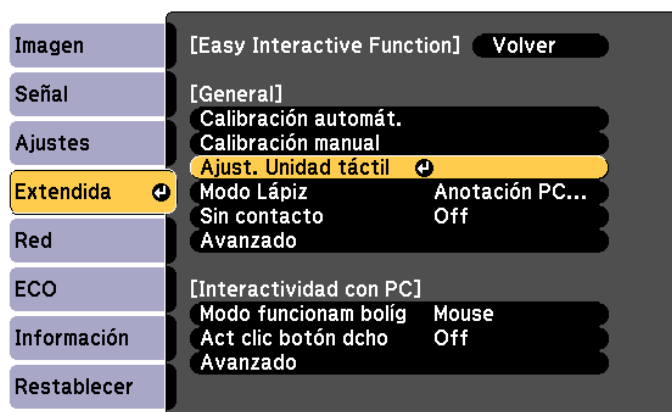 Imagen
Señal
Ajustes
Extendida
Red
ECO
Información
Restablecer
[Easy Interactive Function] Volver
[General]
Calibración automát.
Calibración manual
Ajust. Unidad táctil
Modo Lápiz Anotación PC...
Sin contacto Off
Avanzado
[Interactividad con PC]
Modo funcionam bolíg Mouse
Act clic botón dcho Off
Avanzado